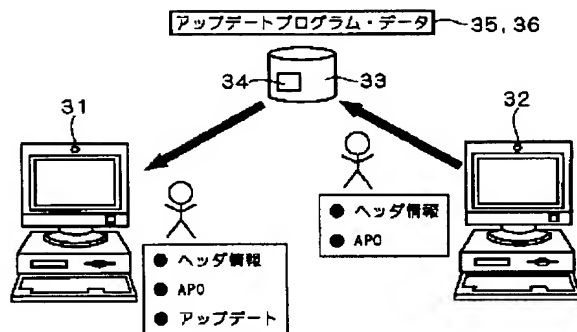 アップデートプログラム・データ
35, 36
34
33
31
32
● ヘッダ情報
● APO
● ヘッダ情報
● APO
● アップデート